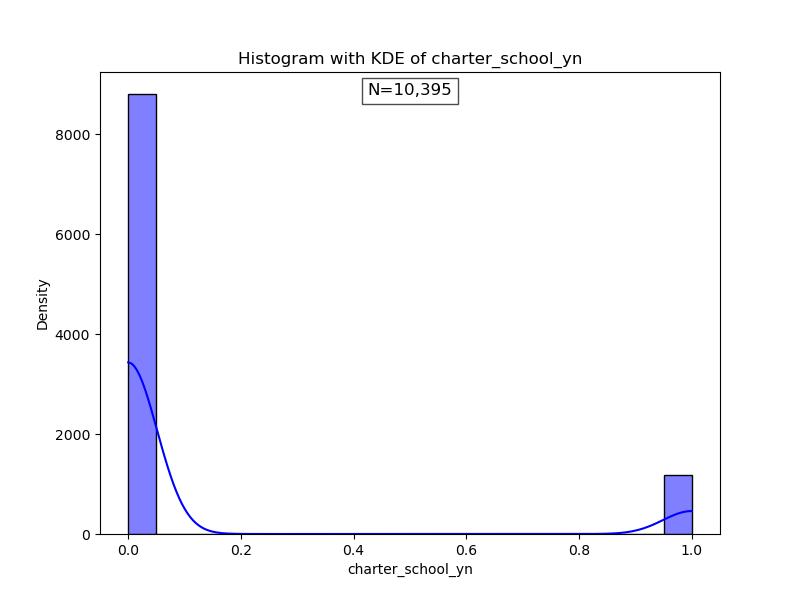 Histogram with KDE of charter_school_yn
N=10,395
8000
6000
4000
2000
0
Density
0.0 0.2 0.4 0.6 0.8 1.0
charter_school_yn